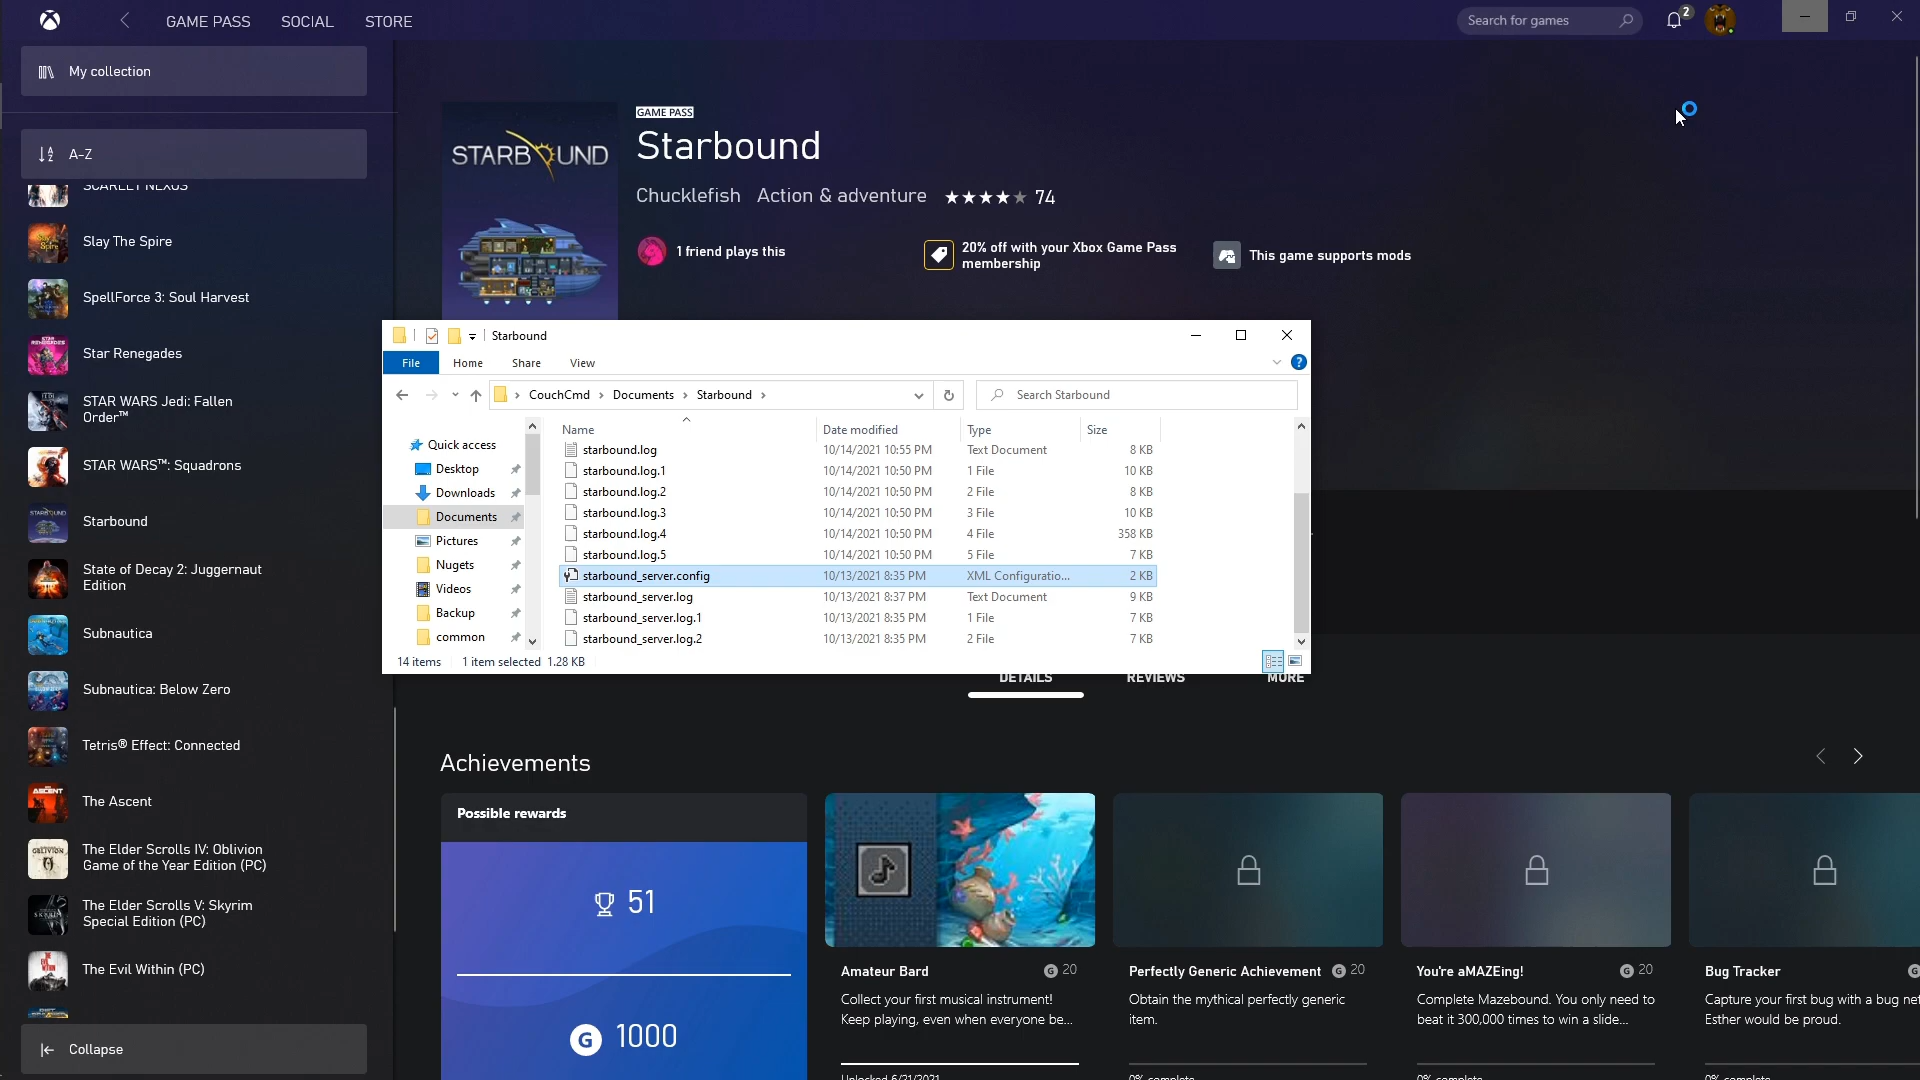 GAME PASS
SOCIAL
STORE
Search for games
2
My collection
A-Z
SCARLET NEXUS
Slay The Spire
SpellForce 3: Soul Harvest
Star Renegades
STAR WARS Jedi: Fallen
Order™
STAR WARS™: Squadrons
Starbound
State of Decay 2: Juggernaut
Edition
Subnautica
Subnautica: Below Zero
Tetris® Effect: Connected
The Ascent
The Elder Scrolls IV: Oblivion
Game of the Year Edition (PC)
The Elder Scrolls V: Skyrim
Special Edition (PC)
The Evil Within (PC)
Collapse
STARBOUND
GAME PASS
Starbound
Chucklefish Action & adventure ★★★★★ 74
1 friend plays this
20% off with your Xbox Game Pass
membership
This game supports mods
Starbound
File Home Share View
CouchCmd > Documents > Starbound >
Search Starbound
Quick access
Desktop
Downloads
Documents
Pictures
Nugets
Videos
Backup
common
Name Date modified Type Size
starbound.log 10/14/2021 10:55 PM Text Document 8 KB
starbound.log.1 10/14/2021 10:50 PM 1 File 10 KB
starbound.log.2 10/14/2021 10:50 PM 2 File 8 KB
starbound.log.3 10/14/2021 10:50 PM 3 File 10 KB
starbound.log.4 10/14/2021 10:50 PM 4 File 358 KB
starbound.log.5 10/14/2021 10:50 PM 5 File 7 KB
starbound_server.config 10/13/2021 8:35 PM XML Configuratio... 2 KB
starbound_server.log 10/13/2021 8:37 PM Text Document 9 KB
starbound_server.log.1 10/13/2021 8:35 PM 1 File 7 KB
starbound_server.log.2 10/13/2021 8:35 PM 2 File 7 KB
14 items 1 item selected 1.28 KB
DETAILS REVIEWS MORE
Achievements
Possible rewards
51
G 1000
Amateur Bard G 20
Collect your first musical instrument!
Keep playing, even when everyone be...
Unlocked 6/21/2021
Perfectly Generic Achievement G 20
Obtain the mythical perfectly generic
item.
0% complete
You're aMAZEing! G 20
Complete Mazebound. You only need to
beat it 300,000 times to win a slide...
0% complete
Bug Tracker G
Capture your first bug with a bug net
Esther would be proud.
0% complete